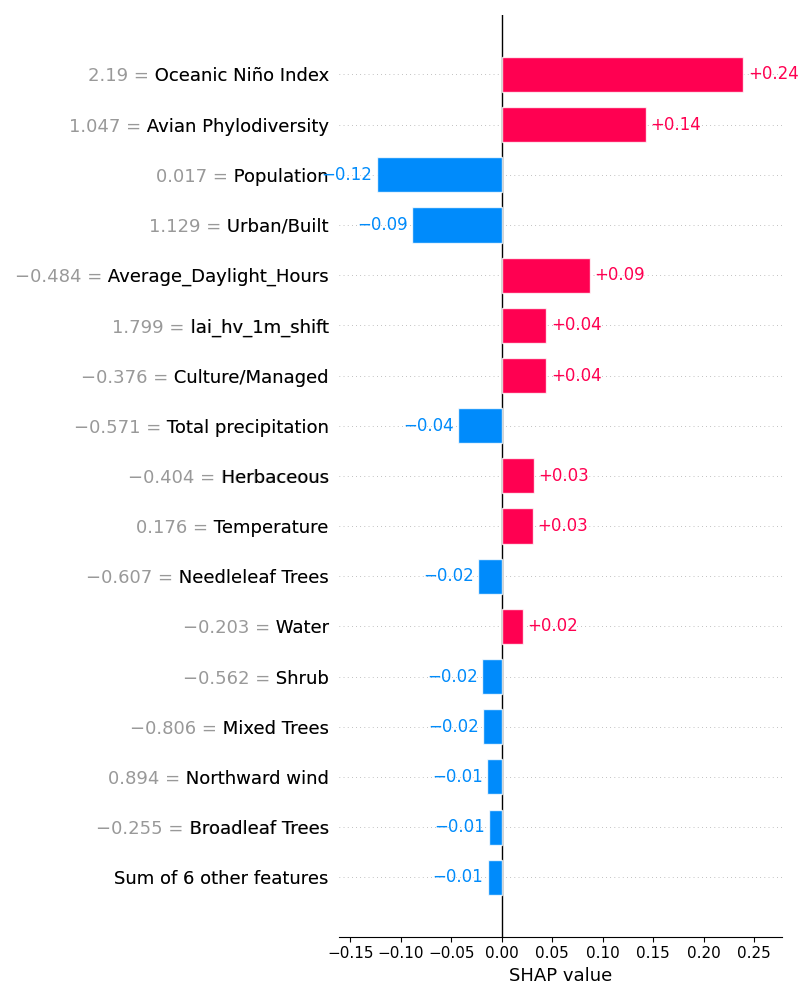 2.19 = Oceanic Niño Index +0.24
1.047 = Avian Phylodiversity +0.14
0.017 = Population −0.12
1.129 = Urban/Built −0.09
−0.484 = Average_Daylight_Hours +0.09
1.799 = lai_hv_1m_shift +0.04
−0.376 = Culture/Managed +0.04
−0.571 = Total precipitation −0.04
−0.404 = Herbaceous +0.03
0.176 = Temperature +0.03
−0.607 = Needleleaf Trees −0.02
−0.203 = Water +0.02
−0.562 = Shrub −0.02
−0.806 = Mixed Trees −0.02
0.894 = Northward wind −0.01
−0.255 = Broadleaf Trees −0.01
Sum of 6 other features −0.01
−0.15 −0.10 −0.05 0.00 0.05 0.10 0.15 0.20 0.25
SHAP value